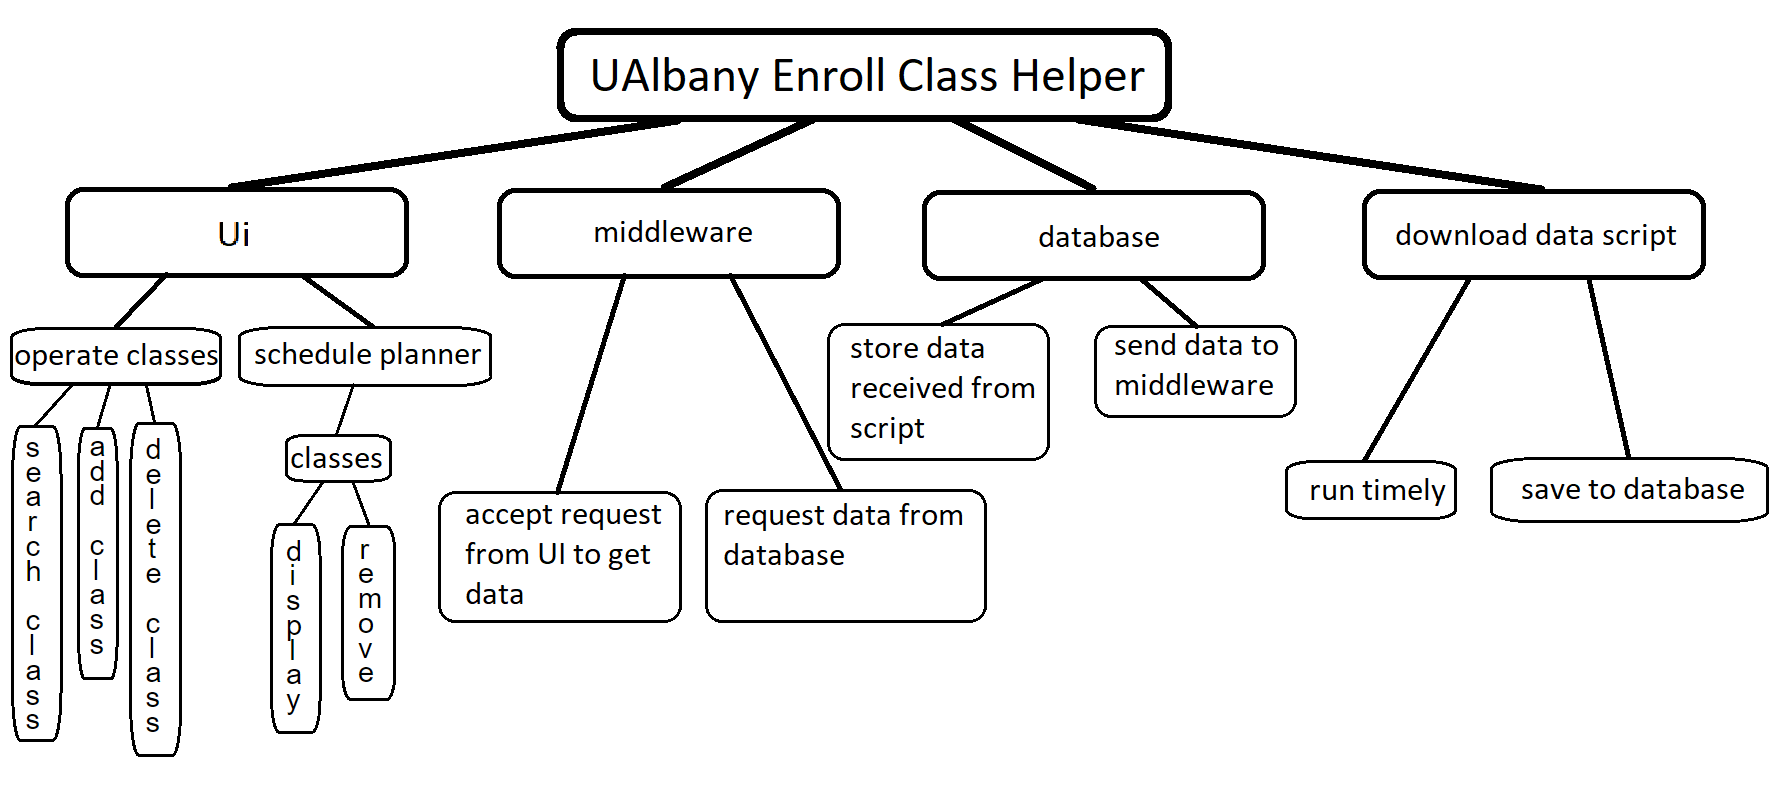 UAlbany Enroll Class Helper
Ui
middleware
database
download data script
operate classes
schedule planner
store data
received from
script
send data to
middleware
search class
add class
delete class
classes
display
remove
accept request
from UI to get
data
request data from
database
run timely
save to database